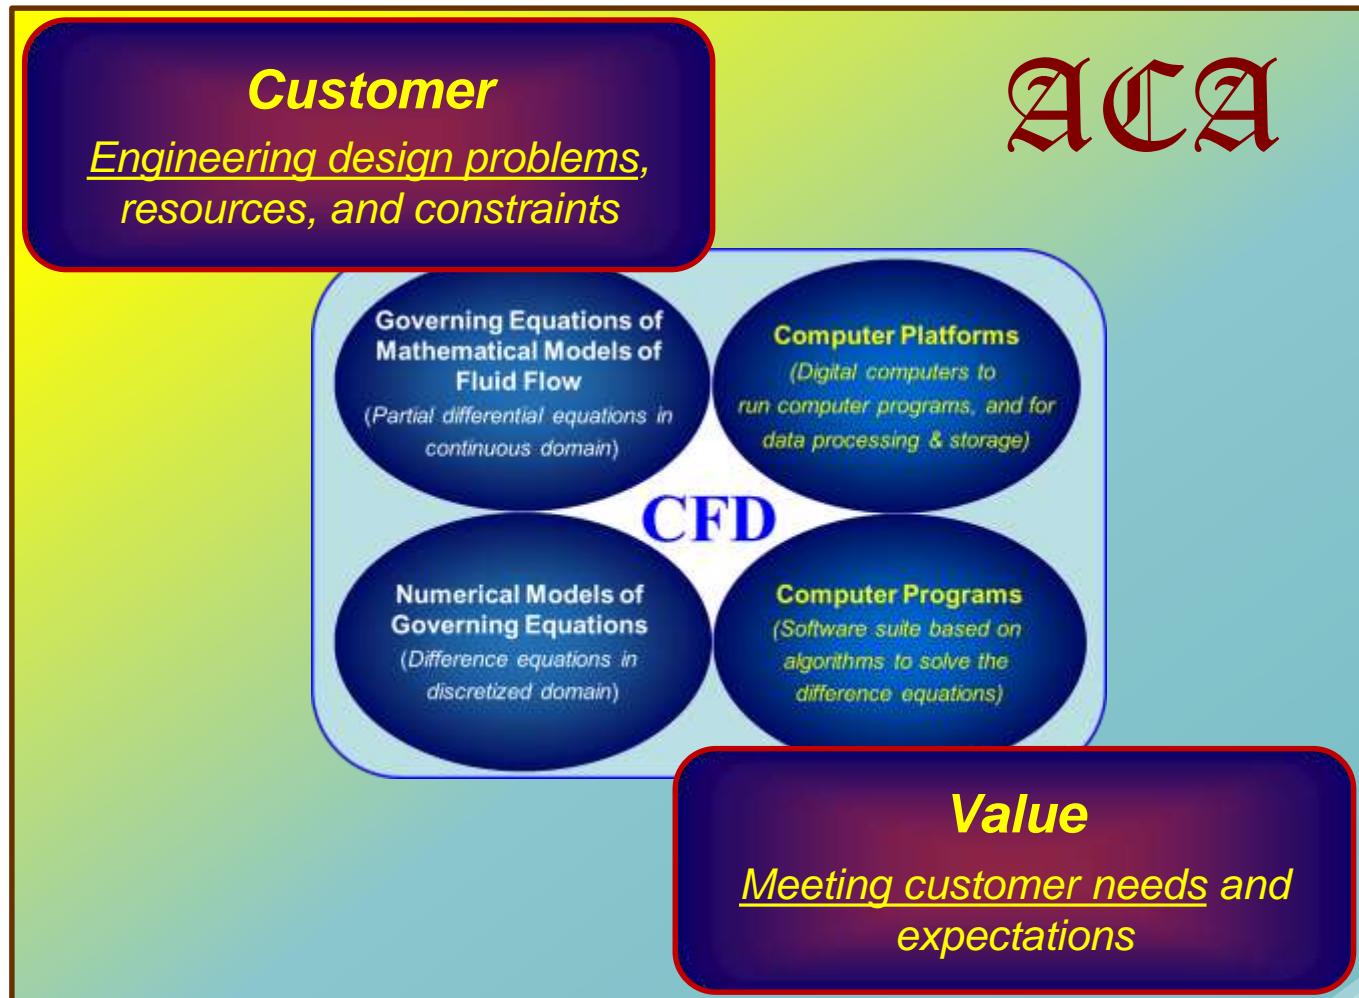 Customer
Engineering design problems,
resources, and constraints
ACA
Governing Equations of
Mathematical Models of
Fluid Flow
(Partial differential equations in
continuous domain)
Computer Platforms
(Digital computers to
run computer programs, and for
data processing & storage)
CFD
Numerical Models of
Governing Equations
(Difference equations in
discretized domain)
Computer Programs
(Software suite based on
algorithms to solve the
difference equations)
Value
Meeting customer needs and
expectations